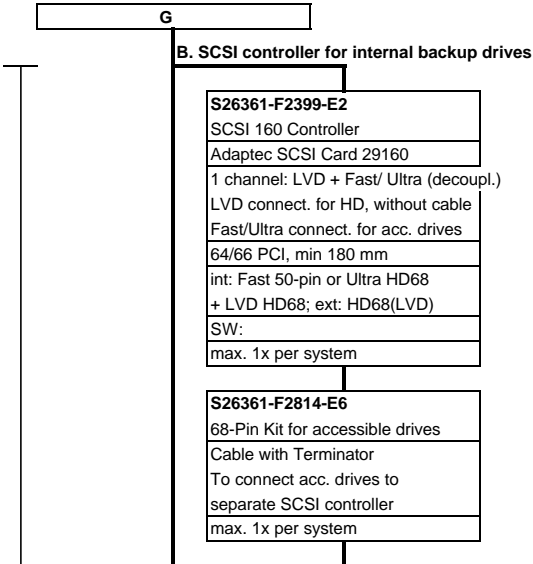 G
B. SCSI controller for internal backup drives
S26361-F2399-E2
SCSI 160 Controller
Adaptec SCSI Card 29160
1 channel: LVD + Fast/ Ultra (decoupl.)
LVD connect. for HD, without cable
Fast/Ultra connect. for acc. drives
64/66 PCI, min 180 mm
int: Fast 50-pin or Ultra HD68
+ LVD HD68; ext: HD68(LVD)
SW:
max. 1x per system
S26361-F2814-E6
68-Pin Kit for accessible drives
Cable with Terminator
To connect acc. drives to
separate SCSI controller
max. 1x per system